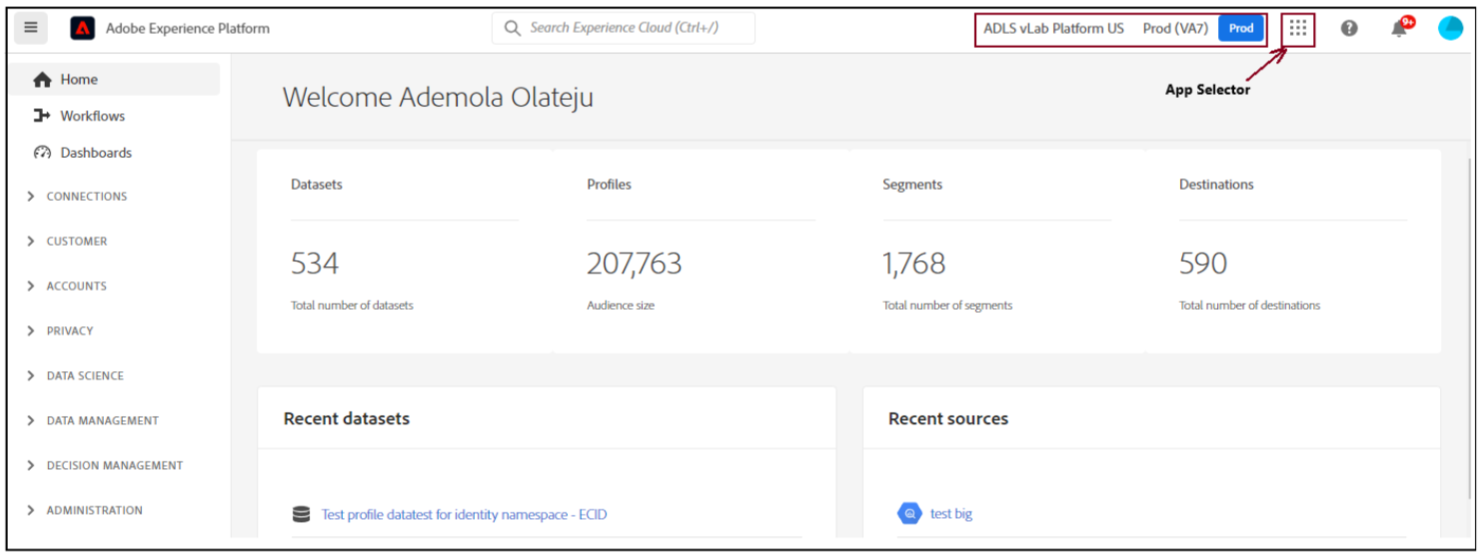 Adobe Experience Platform
Search Experience Cloud (Ctrl+/)
ADLS vLab Platform US Prod (VA7) Prod
9+
App Selector
Home
Workflows
Dashboards
CONNECTIONS
CUSTOMER
ACCOUNTS
PRIVACY
DATA SCIENCE
DATA MANAGEMENT
DECISION MANAGEMENT
ADMINISTRATION
Welcome Ademola Olateju
Datasets
534
Total number of datasets
Profiles
207,763
Audience size
Segments
1,768
Total number of segments
Destinations
590
Total number of destinations
Recent datasets
Test profile datatest for identity namespace - ECID
Recent sources
test big